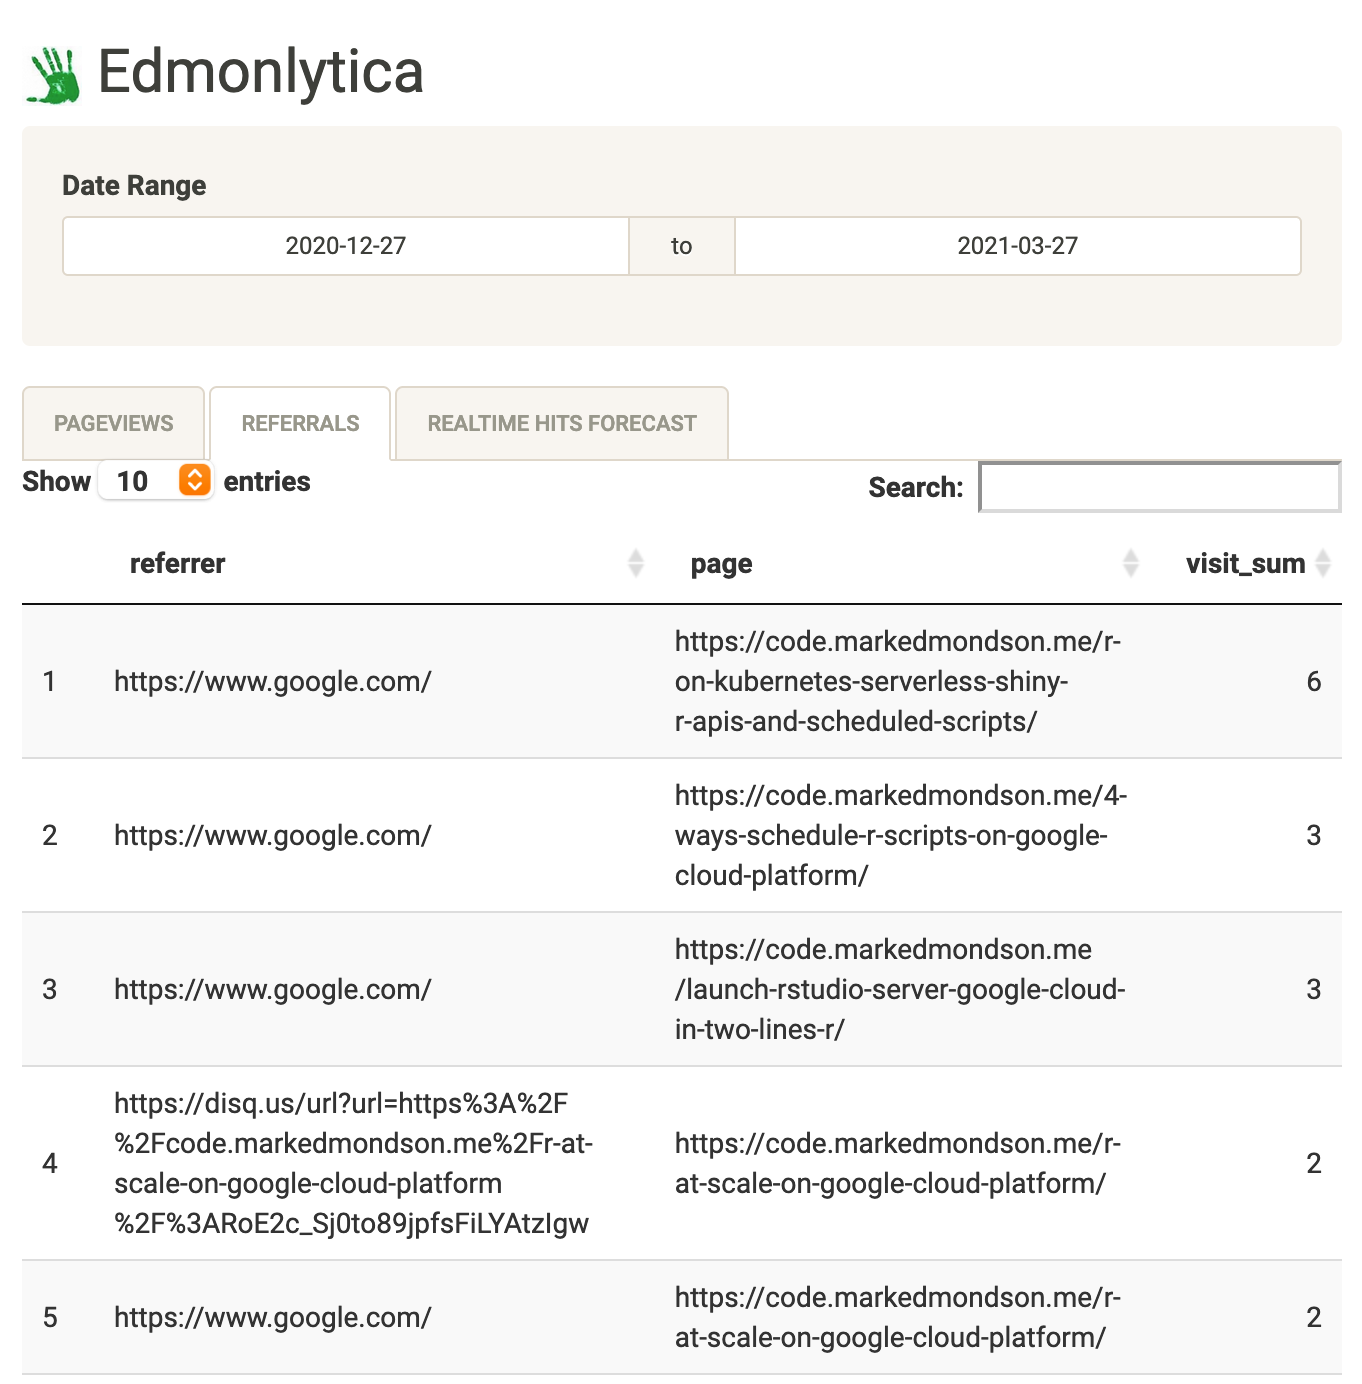 Edmonlytica
Date Range
2020-12-27 to 2021-03-27
PAGEVIEWS REFERRALS REALTIME HITS FORECAST
Show 10 entries Search:
referrer page visit_sum
1 https://www.google.com/ https://code.markedmondson.me/r-
on-kubernetes-serverless-shiny-
r-apis-and-scheduled-scripts/ 6
2 https://www.google.com/ https://code.markedmondson.me/4-
ways-schedule-r-scripts-on-google-
cloud-platform/ 3
3 https://www.google.com/ https://code.markedmondson.me
/launch-rstudio-server-google-cloud-
in-two-lines-r/ 3
4 https://disq.us/url?url=https%3A%2F
%2Fcode.markedmondson.me%2Fr-at-
scale-on-google-cloud-platform
%2F%3ARoE2c_Sj0to89jpfsFiLYAtzIgw
https://code.markedmondson.me/r-
at-scale-on-google-cloud-platform/ 2
5 https://www.google.com/ https://code.markedmondson.me/r-
at-scale-on-google-cloud-platform/ 2